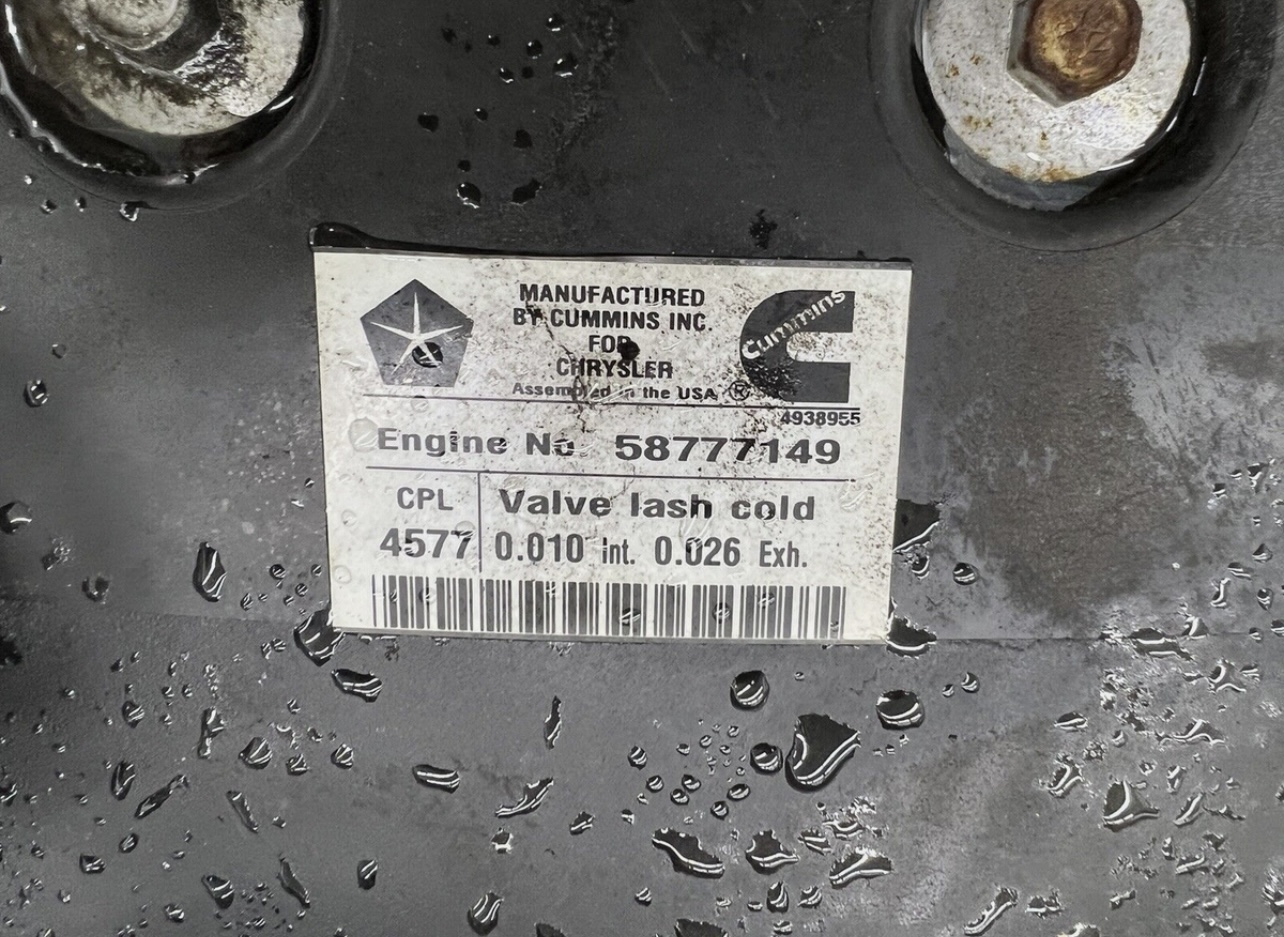 MANUFACTURED
BY CUMMINS INC.
FOR
CHRYSLER
Assembled in the USA ®
Cummins
4938955
Engine No 58777149
CPL
4577
Valve lash cold
0.010 Int. 0.026 Exh.